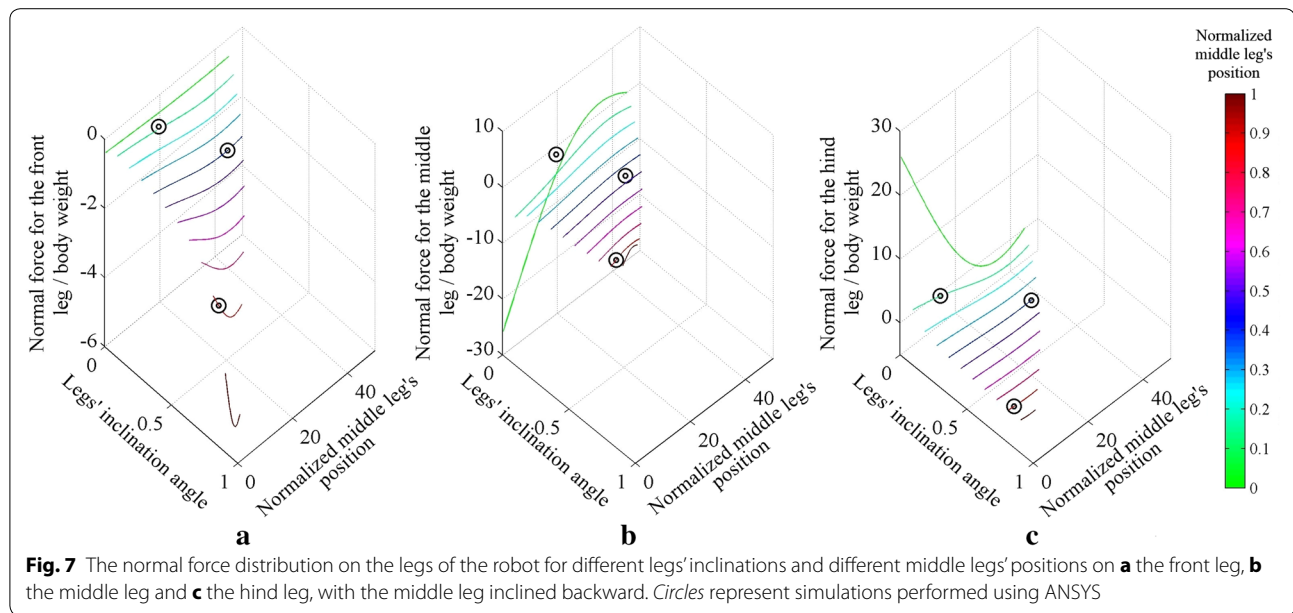 Normalized
middle leg's
position
1
0.9
0.8
0.7
0.6
0.5
0.4
0.3
0.2
0.1
0
Normal force for the front
leg / body weight
0
-2
-4
-6
0
0.5
1
Legs' inclination angle
0
20
40
Normalized middle leg's
position
a
Normal force for the middle
leg / body weight
10
0
-10
-20
-30
0
0.5
1
Legs' inclination angle
0
20
40
Normalized middle leg's
position
b
Normal force for the hind
leg / body weight
30
20
10
0
0
0.5
1
Legs' inclination angle
0
20
40
Normalized middle leg's
position
c
Fig. 7 The normal force distribution on the legs of the robot for different legs' inclinations and different middle legs' positions on a the front leg, b
the middle leg and c the hind leg, with the middle leg inclined backward. Circles represent simulations performed using ANSYS